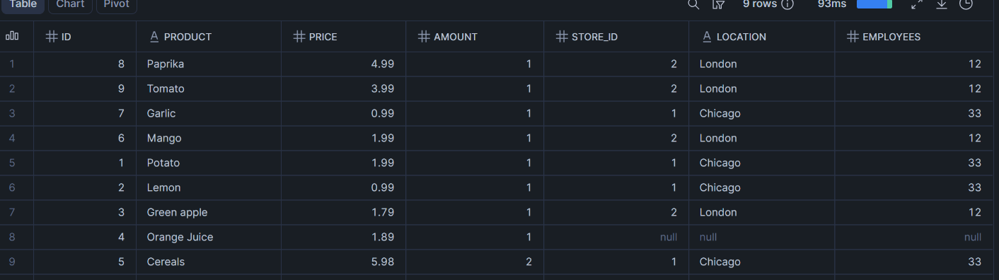 Table Chart Pivot 9 rows 93ms
ID PRODUCT PRICE AMOUNT STORE_ID LOCATION EMPLOYEES
1 8 Paprika 4.99 1 2 London 12
2 9 Tomato 3.99 1 2 London 12
3 7 Garlic 0.99 1 1 Chicago 33
4 6 Mango 1.99 1 2 London 12
5 1 Potato 1.99 1 1 Chicago 33
6 2 Lemon 0.99 1 1 Chicago 33
7 3 Green apple 1.79 1 2 London 12
8 4 Orange Juice 1.89 1 null null null
9 5 Cereals 5.98 2 1 Chicago 33